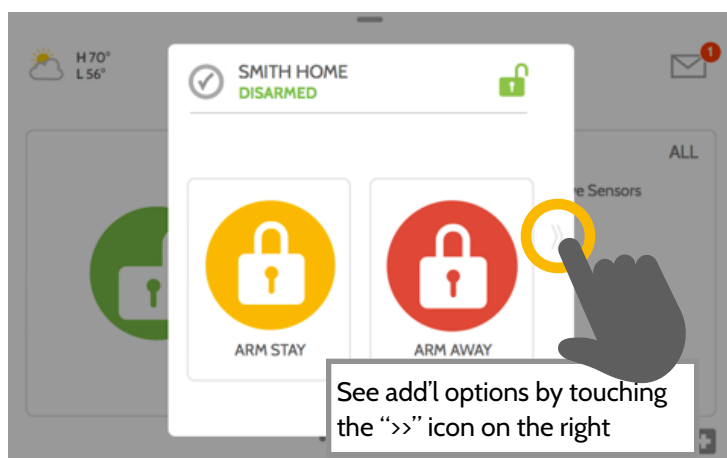 H 70°
L 56°
SMITH HOME
DISARMED
1
ALL
e Sensors
»
ARM STAY
ARM AWAY
See add'l options by touching
the “>>” icon on the right